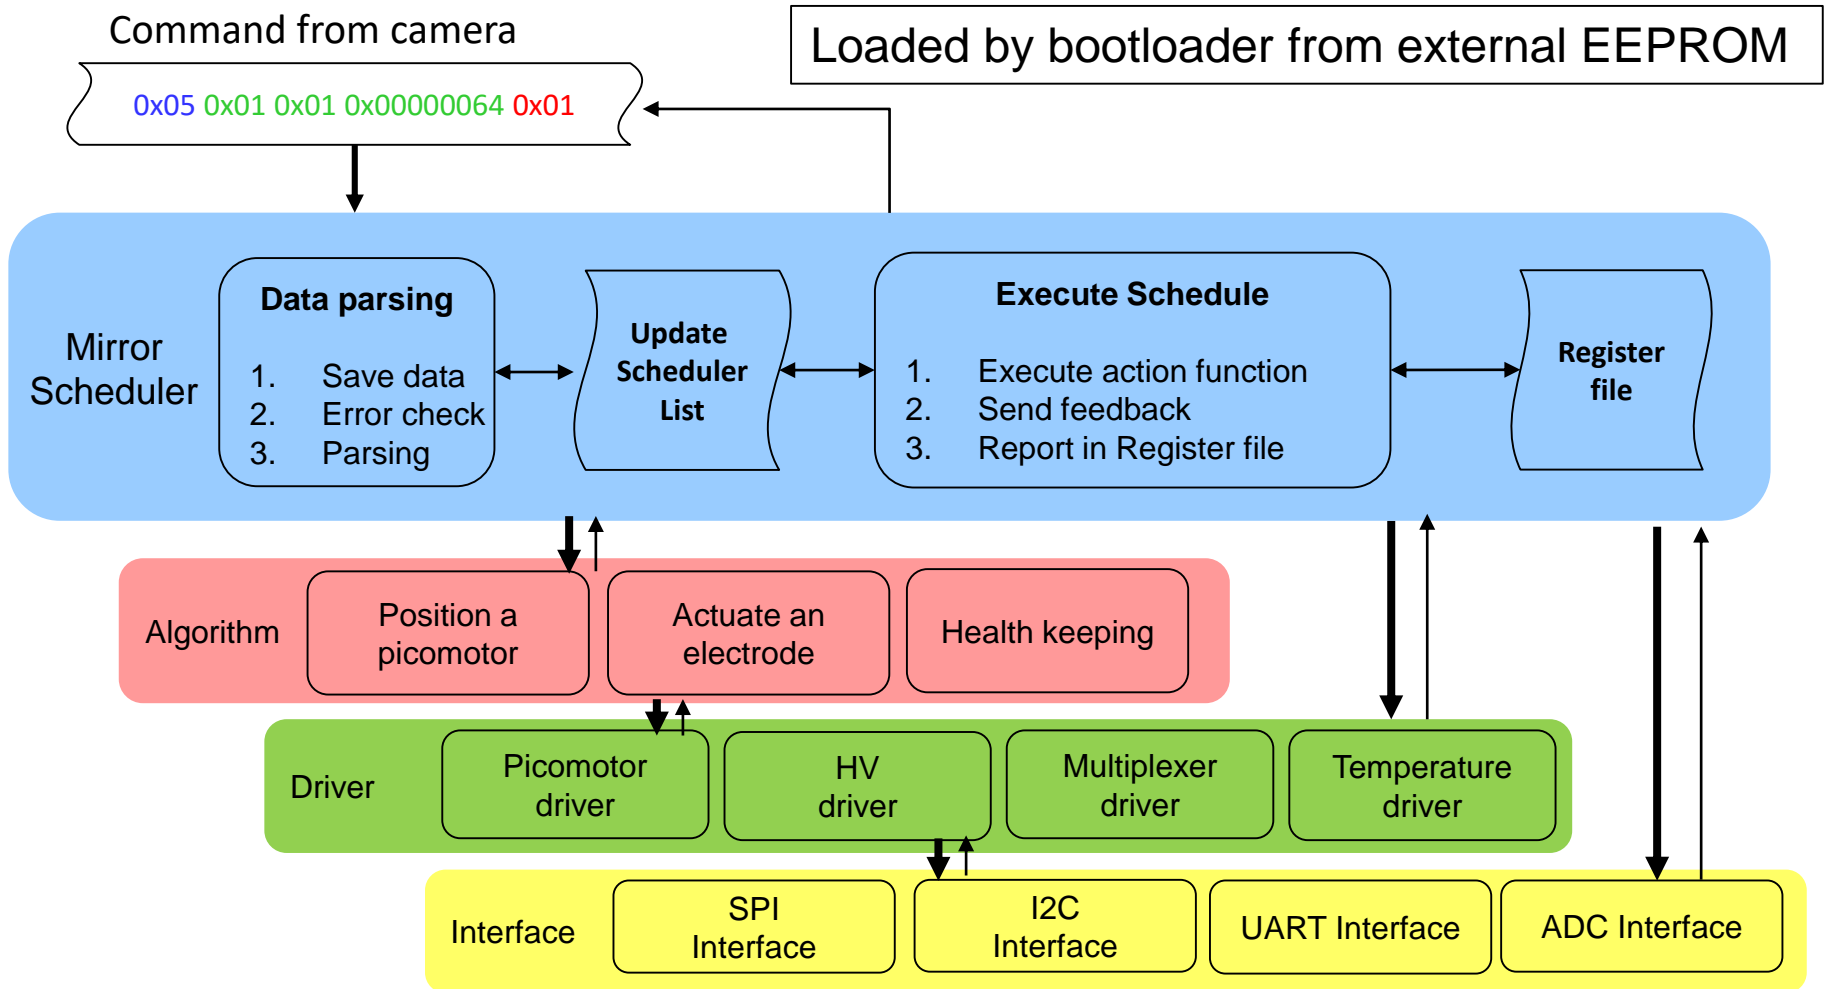 Command from camera
Loaded by bootloader from external EEPROM
0x05 0x01 0x01 0x00000064 0x01
Mirror
Scheduler
Data parsing
1. Save data
2. Error check
3. Parsing
Update
Scheduler
List
Execute Schedule
1. Execute action function
2. Send feedback
3. Report in Register file
Register
file
Algorithm
Position a
picomotor
Actuate an
electrode
Health keeping
Driver
Picomotor
driver
HV
driver
Multiplexer
driver
Temperature
driver
Interface
SPI
Interface
I2C
Interface
UART Interface
ADC Interface